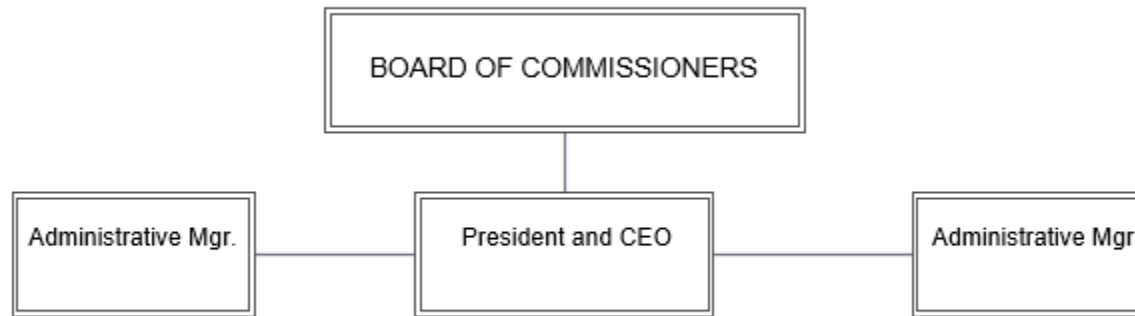 BOARD OF COMMISSIONERS
Administrative Mgr.
President and CEO
Administrative Mgr